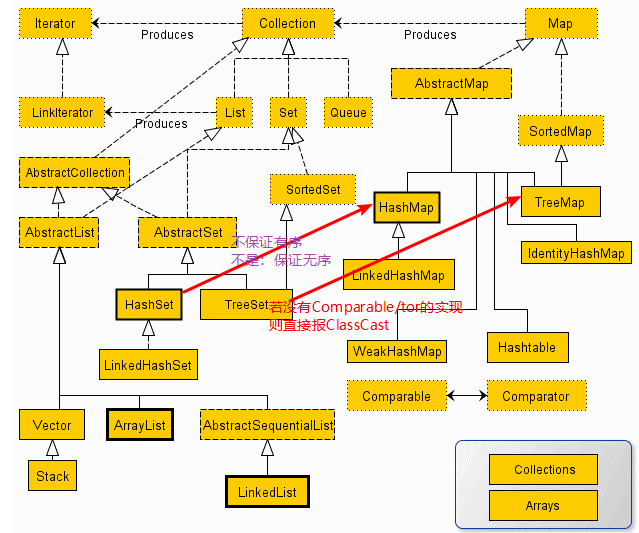 Iterator
Collection
Map
Produces
Produces
AbstractMap
LinkIterator
List
Set
Queue
Produces
SortedMap
AbstractCollection
SortedSet
HashMap
TreeMap
AbstractList
AbstractSet
不保证有序
不是：保证无序
IdentityHashMap
LinkedHashMap
HashSet
TreeSet
若没有Comparable/tor的实现
则直接报ClassCast
WeakHashMap
Hashtable
LinkedHashSet
Comparable
Comparator
Vector
ArrayList
AbstractSequentialList
Stack
Collections
LinkedList
Arrays